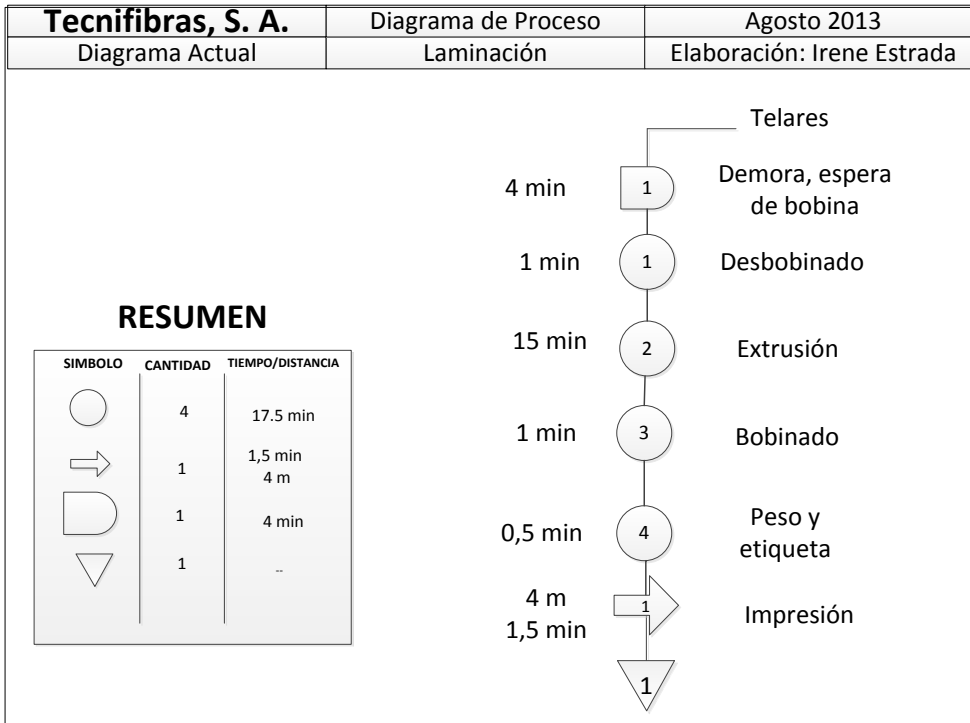 Tecnifibras, S. A.
Diagrama de Proceso
Agosto 2013
Diagrama Actual
Laminación
Elaboración: Irene Estrada
Telares
4 min
1
Demora, espera
de bobina
1 min
1
Desbobinado
15 min
2
Extrusión
1 min
3
Bobinado
0,5 min
4
Peso y
etiqueta
4 m
1,5 min
1
Impresión
1
RESUMEN
SIMBOLO CANTIDAD TIEMPO/DISTANCIA
4 17.5 min
1 1,5 min
4 m
1 4 min
1 --